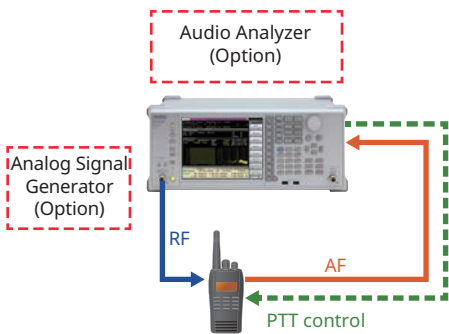 Audio Analyzer
(Option)
Analog Signal
Generator
(Option)
RF
AF
PTT control